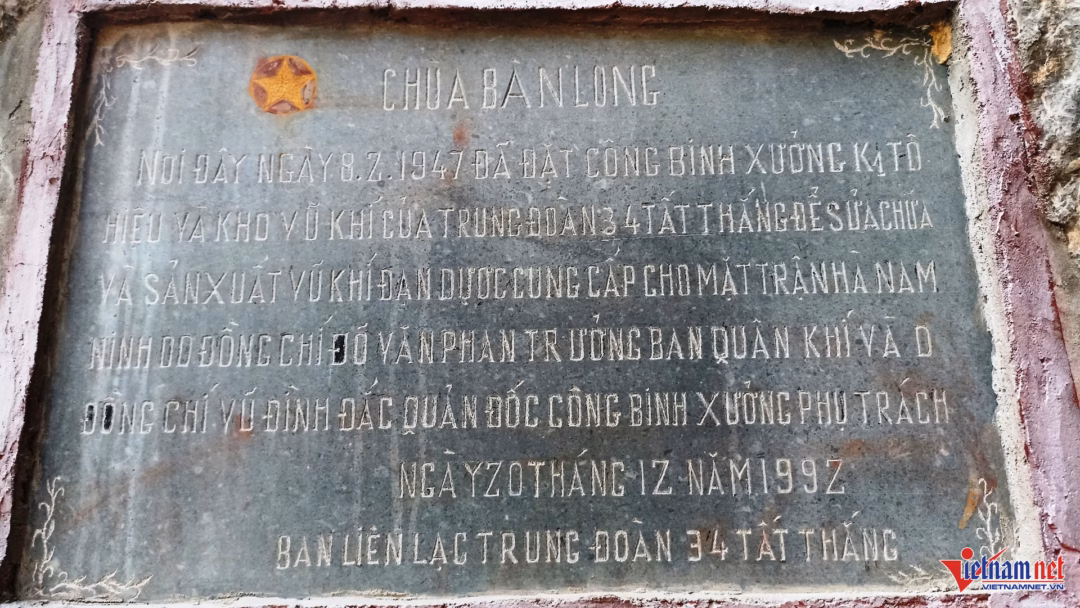 CHÙA BÀN LONG
NƠI ĐÂY NGÀY 8.2.1947 ĐÃ ĐẶT CÔNG BINH XƯỞNG K1 TÔ
HIỆU VÀ KHO VŨ KHÍ CỦA TRUNG ĐOÀN 34 TẤT THẮNG ĐỂ SỬA CHỮA
VÀ SẢN XUẤT VŨ KHÍ ĐẠN DƯỢC CUNG CẤP CHO MẶT TRẬN HÀ NAM
NINH DO ĐỒNG CHÍ ĐÕ VĂN PHAN TRƯỞNG BAN QUÂN KHÍ VÀ D
ĐỒNG CHÍ VŨ ĐÌNH ĐẮC QUẢN ĐỐC CÔNG BINH XƯỞNG PHỤ TRÁCH
NGÀY 20 THÁNG 12 NĂM 1992
BAN LIÊN LẠC TRUNG ĐOÀN 34 TẤT THẮNG
Vietnamnet
VIETNAMNET.VN